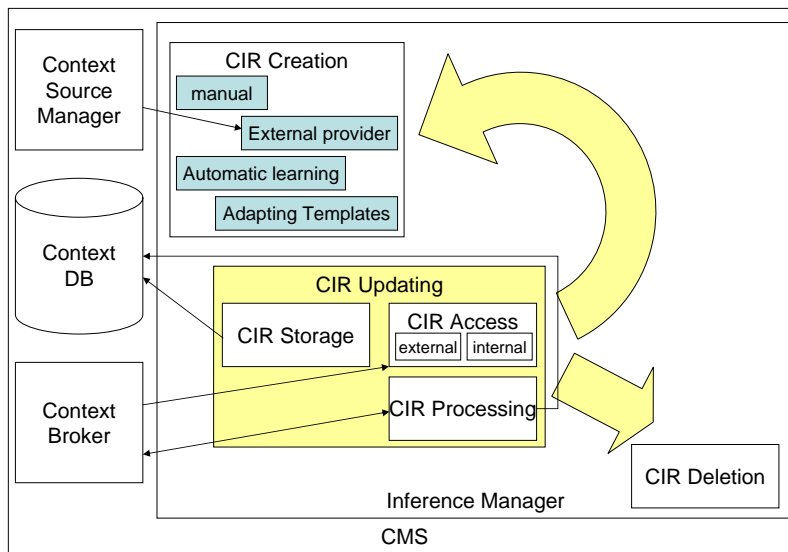 Context
Source
Manager
CIR Creation
manual
External provider
Automatic learning
Adapting Templates
Context
DB
CIR Updating
CIR Storage
CIR Access
external
internal
Context
Broker
CIR Processing
CIR Deletion
Inference Manager
CMS